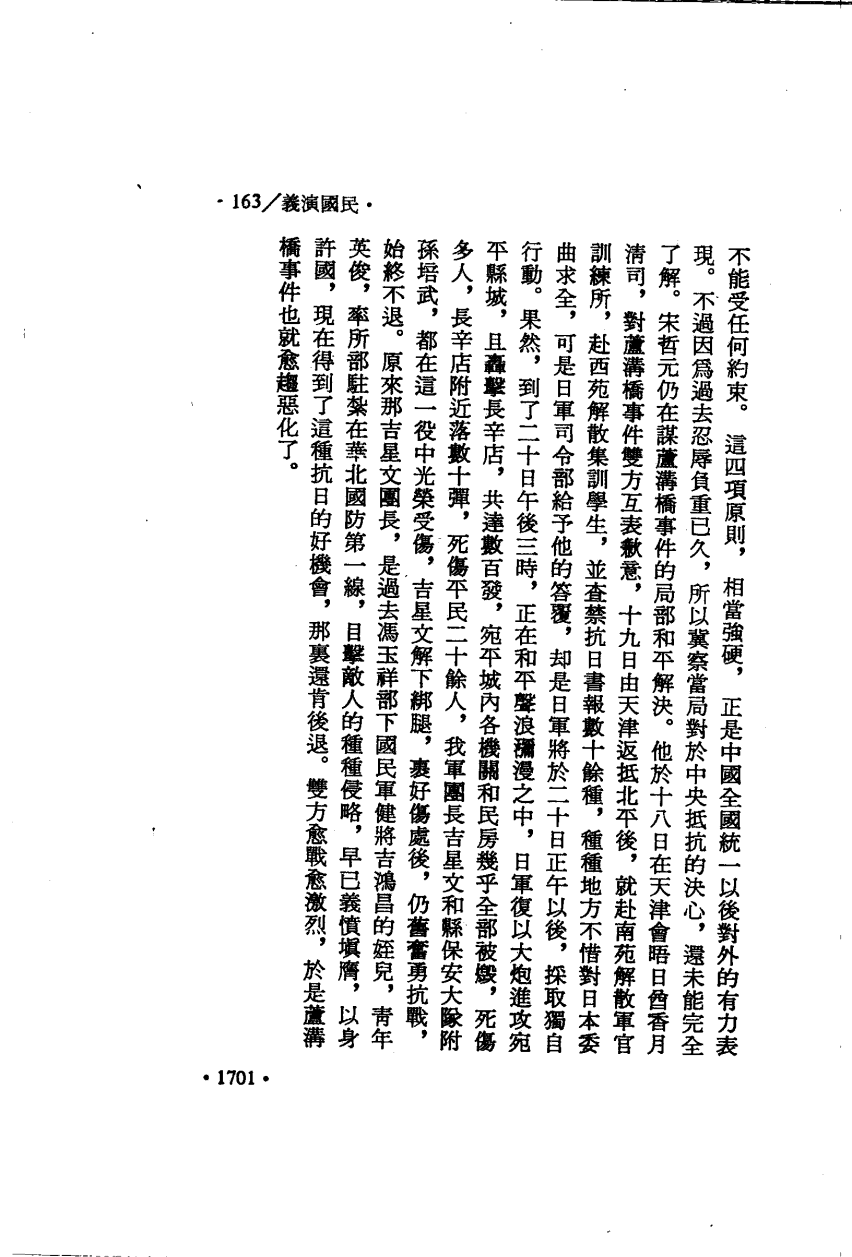 ·163/義演國民·
不能受任何約束。這四項原則，相當強硬，正是中國全國統一以後對外的有力表
現。不過因爲過去忍辱負重已久，所以冀察當局對於中央抵抗的決心，還未能完全
了解。宋哲元仍在謀蘆溝橋事件的局部和平解決。他於十八日在天津會晤日酋香月
清司，對蘆溝橋事件雙方互表歉意，十九日由天津返抵北平後，就赴南苑解散軍官
訓練所，赴西苑解散集訓學生，並查禁抗日書報數十餘種，種種地方不惜對日本委
曲求全，可是日軍司令部給予他的答覆，却是日軍將於二十日正午以後，採取獨自
行動。果然，到了二十日午後三時，正在和平聲浪瀰漫之中，日軍復以大炮進攻宛
平縣城，且轟擊長辛店，共達數百發，宛平城內各機關和民房幾乎全部被燬，死傷
多人，長辛店附近落數十彈，死傷平民二十餘人，我軍團長吉星文和縣保安大隊附
孫培武，都在這一役中光榮受傷，吉星文解下綁腿，裹好傷處後，仍舊奮勇抗戰，
始終不退。原來那吉星文團長，是過去馮玉祥部下國民軍健將吉鴻昌的姪兒，青年
英俊，率所部駐紮在華北國防第一線，目擊敵人的種種侵略，早已義憤塡膺，以身
許國，現在得到了這種抗日的好機會，那裏還肯後退。雙方愈戰愈激烈，於是蘆溝
橋事件也就愈趨惡化了。
·1701·